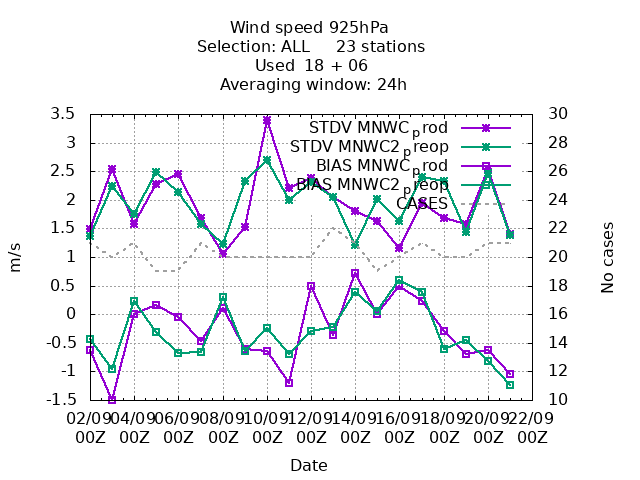 Wind speed 925hPa
Selection: ALL 23 stations
Used 18 + 06
Averaging window: 24h
3.5
3
2.5
2
1.5
1
0.5
0
-0.5
-1
-1.5
m/s
30
28
26
24
22
20
18
16
14
12
10
No cases
STDV MNWCprod
STDV MNWC2preop
BIAS MNWCprod
BIAS MNWC2preop
CASES
02/09 04/09 06/09 08/09 10/09 12/09 14/09 16/09 18/09 20/09 22/09
00Z 00Z 00Z 00Z 00Z 00Z 00Z 00Z 00Z 00Z 00Z
Date